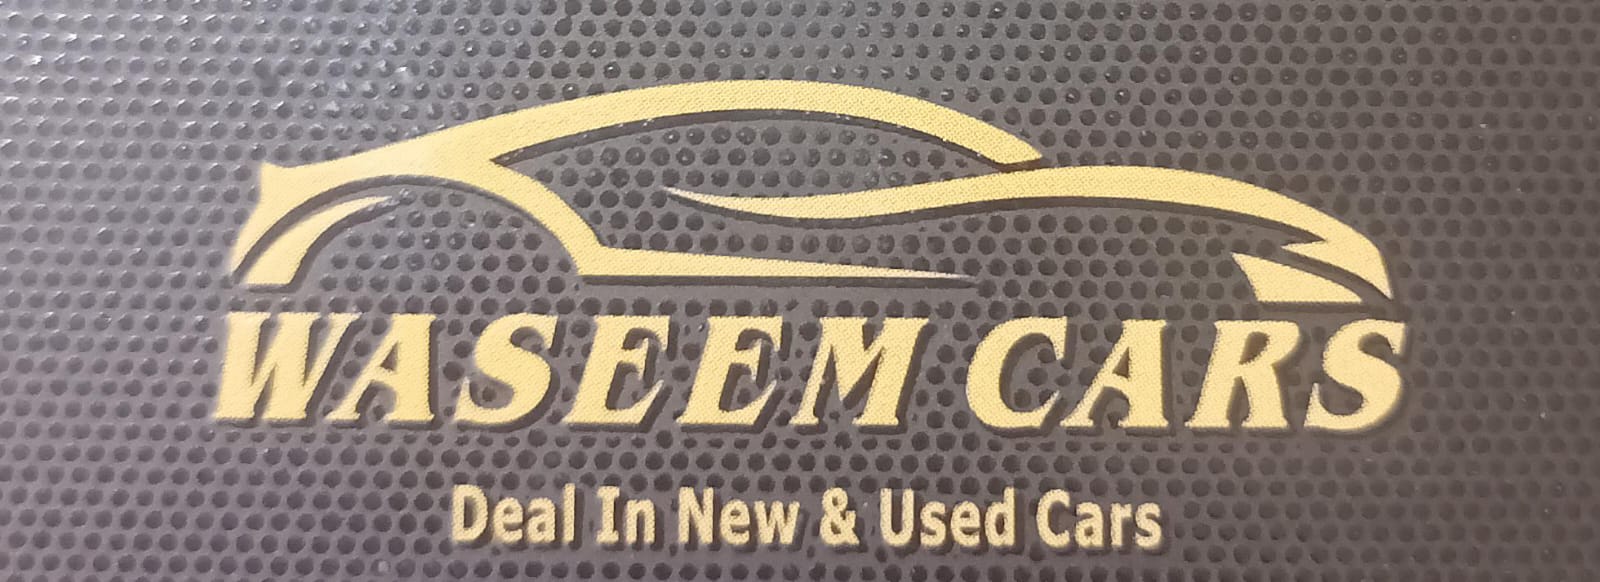 WASEEM CARS
Deal In New & Used Cars